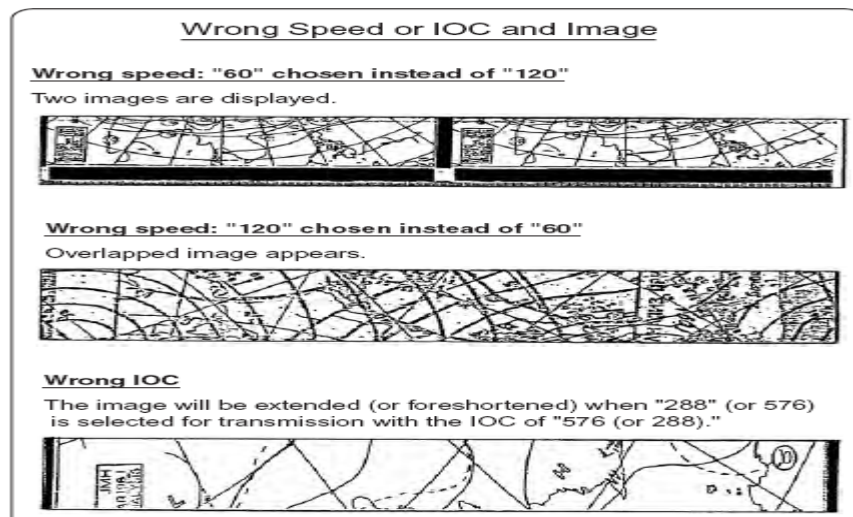 Wrong Speed or IOC and Image
Wrong speed: "60" chosen instead of "120"
Two images are displayed.
Wrong speed: "120" chosen instead of "60"
Overlapped image appears.
Wrong IOC
The image will be extended (or foreshortened) when "288" (or 576)
is selected for transmission with the IOC of "576 (or 288)."
JMH